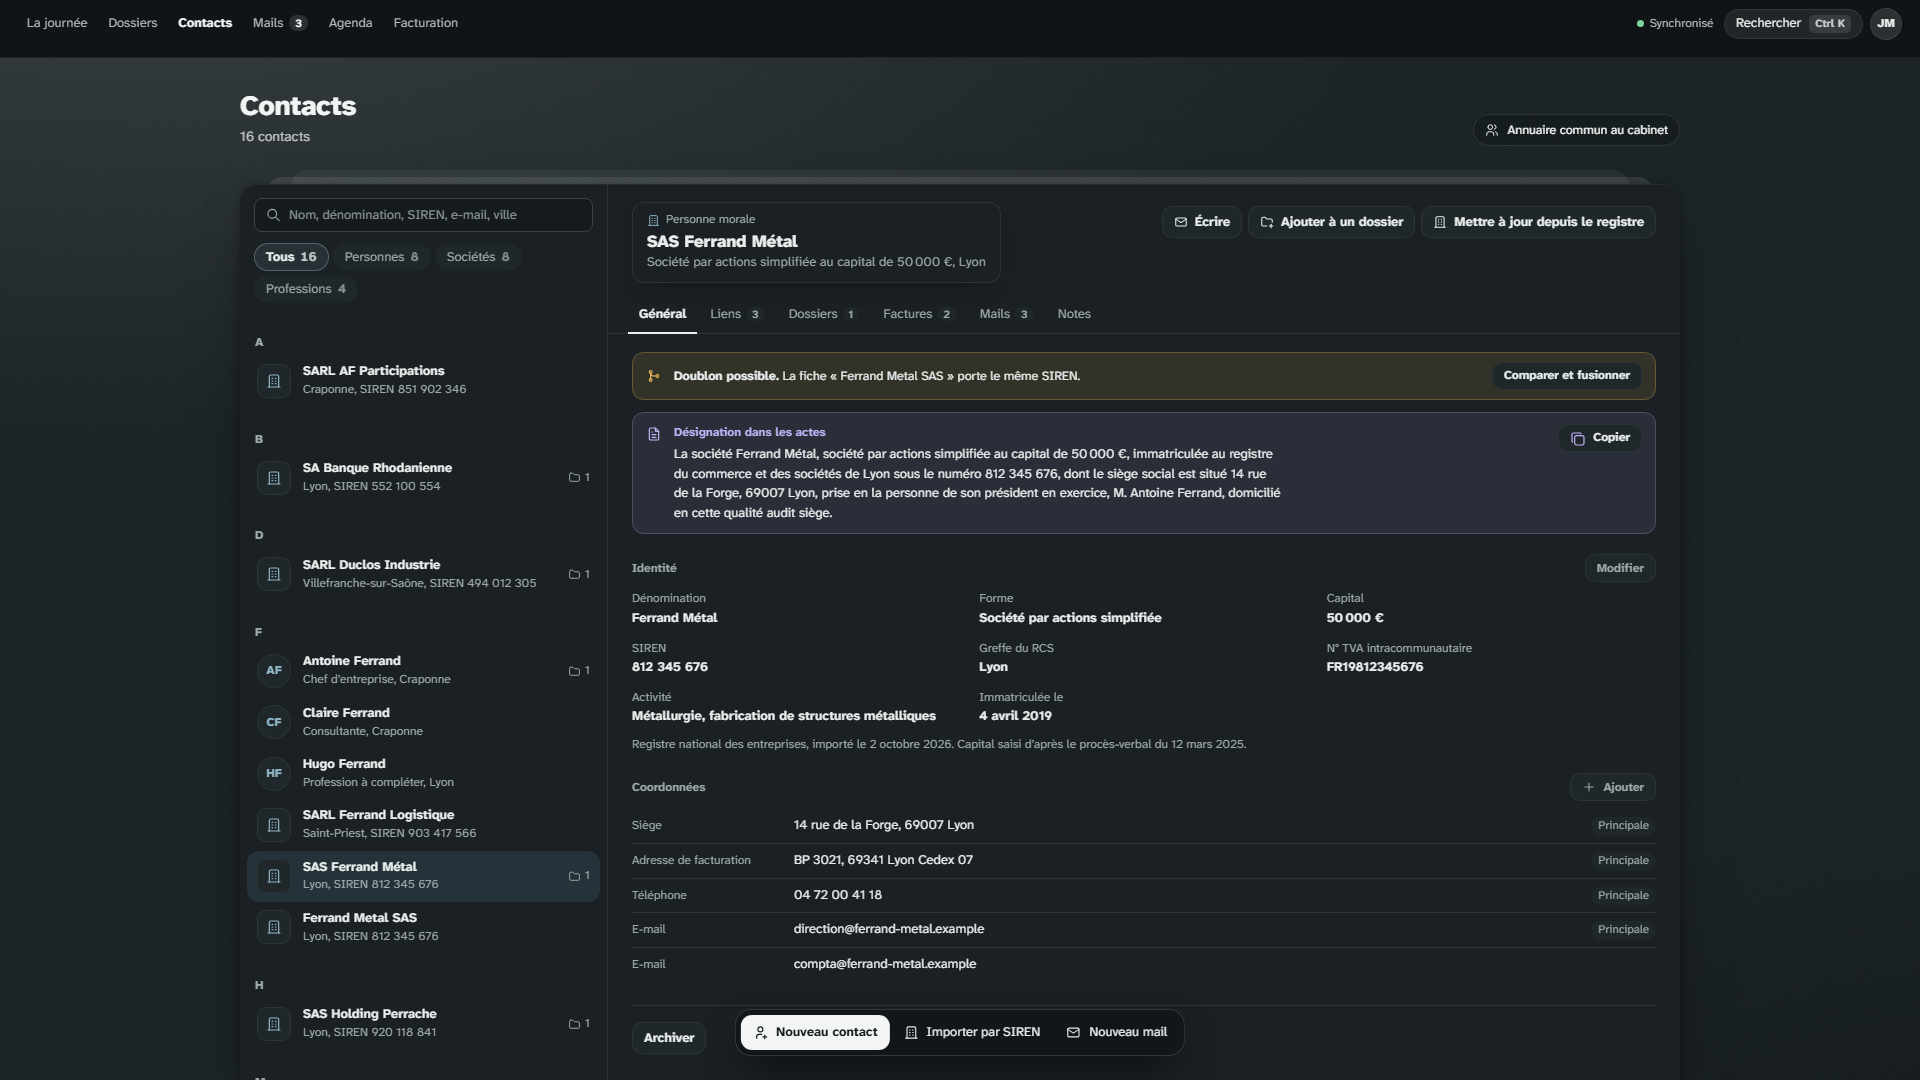 La journée
Dossiers
Contacts
Mails 3
Agenda
Facturation
Synchronisé
Rechercher Ctrl K
JM
Contacts
16 contacts
Annuaire commun au cabinet
Nom, dénomination, SIREN, e-mail, ville
Tous 16
Personnes 8
Sociétés 8
Professions 4
A
SARL AF Participations
Craponne, SIREN 851 902 346
B
SA Banque Rhodanienne
Lyon, SIREN 552 100 554
1
D
SARL Duclos Industrie
Villefranche-sur-Saône, SIREN 494 012 305
1
F
AF
Antoine Ferrand
Chef d'entreprise, Craponne
1
CF
Claire Ferrand
Consultante, Craponne
HF
Hugo Ferrand
Profession à compléter, Lyon
SARL Ferrand Logistique
Saint-Priest, SIREN 903 417 566
SAS Ferrand Métal
Lyon, SIREN 812 345 676
1
Ferrand Metal SAS
Lyon, SIREN 812 345 676
H
SAS Holding Perrache
Lyon, SIREN 920 118 841
1
Personne morale
SAS Ferrand Métal
Société par actions simplifiée au capital de 50 000 €, Lyon
Écrire
Ajouter à un dossier
Mettre à jour depuis le registre
Général
Liens 3
Dossiers 1
Factures 2
Mails 3
Notes
Doublon possible. La fiche « Ferrand Metal SAS » porte le même SIREN.
Comparer et fusionner
Désignation dans les actes
Copier
La société Ferrand Métal, société par actions simplifiée au capital de 50 000 €, immatriculée au registre
du commerce et des sociétés de Lyon sous le numéro 812 345 676, dont le siège social est situé 14 rue
de la Forge, 69007 Lyon, prise en la personne de son président en exercice, M. Antoine Ferrand, domicilié
en cette qualité audit siège.
Identité
Modifier
Dénomination
Ferrand Métal
Forme
Société par actions simplifiée
Capital
50 000 €
SIREN
812 345 676
Greffe du RCS
Lyon
N° TVA intracommunautaire
FR19812345676
Activité
Métallurgie, fabrication de structures métalliques
Immatriculée le
4 avril 2019
Registre national des entreprises, importé le 2 octobre 2026. Capital saisi d'après le procès-verbal du 12 mars 2025.
Coordonnées
Ajouter
Siège
14 rue de la Forge, 69007 Lyon
Principale
Adresse de facturation
BP 3021, 69341 Lyon Cedex 07
Principale
Téléphone
04 72 00 41 18
Principale
E-mail
direction@ferrand-metal.example
Principale
E-mail
compta@ferrand-metal.example
Archiver
Nouveau contact
Importer par SIREN
Nouveau mail